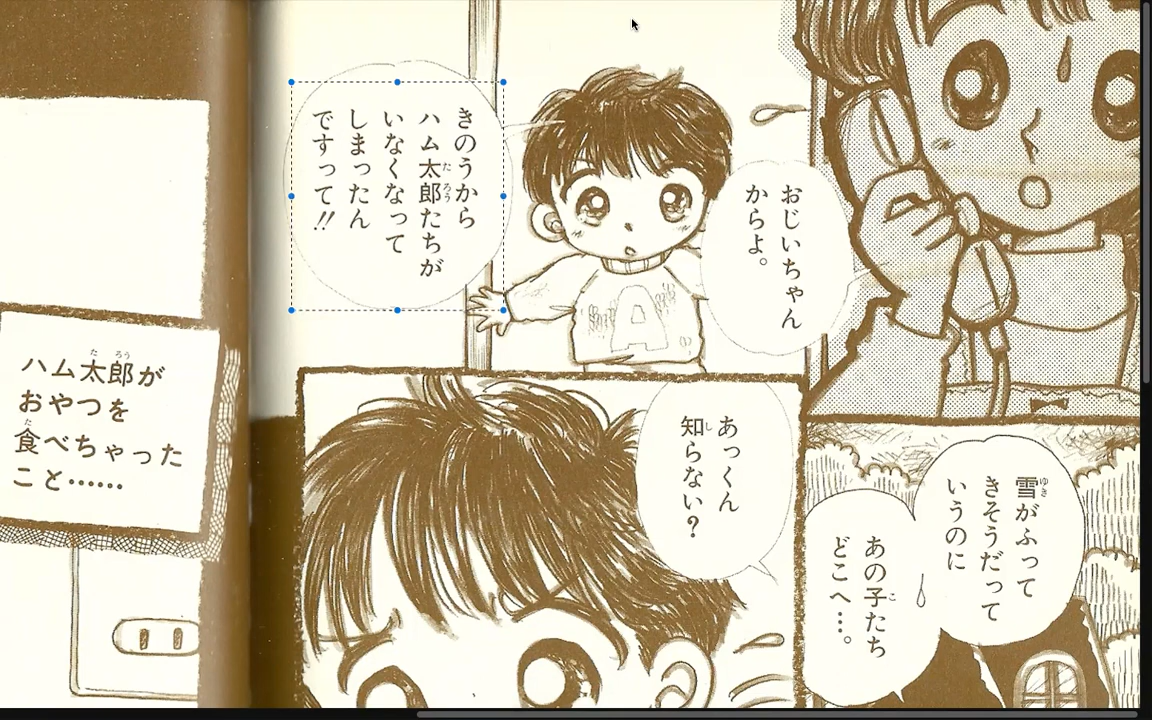 おじいちゃん
からよ。
きのうから
ハム太郎たちが
いなくなって
しまったん
ですって!!
雪がふって
きそうだって
いうのに
あの子たち
どこへ…。
あっくん
知らない?
ハム太郎が
おやつを
食べちゃった
こと……